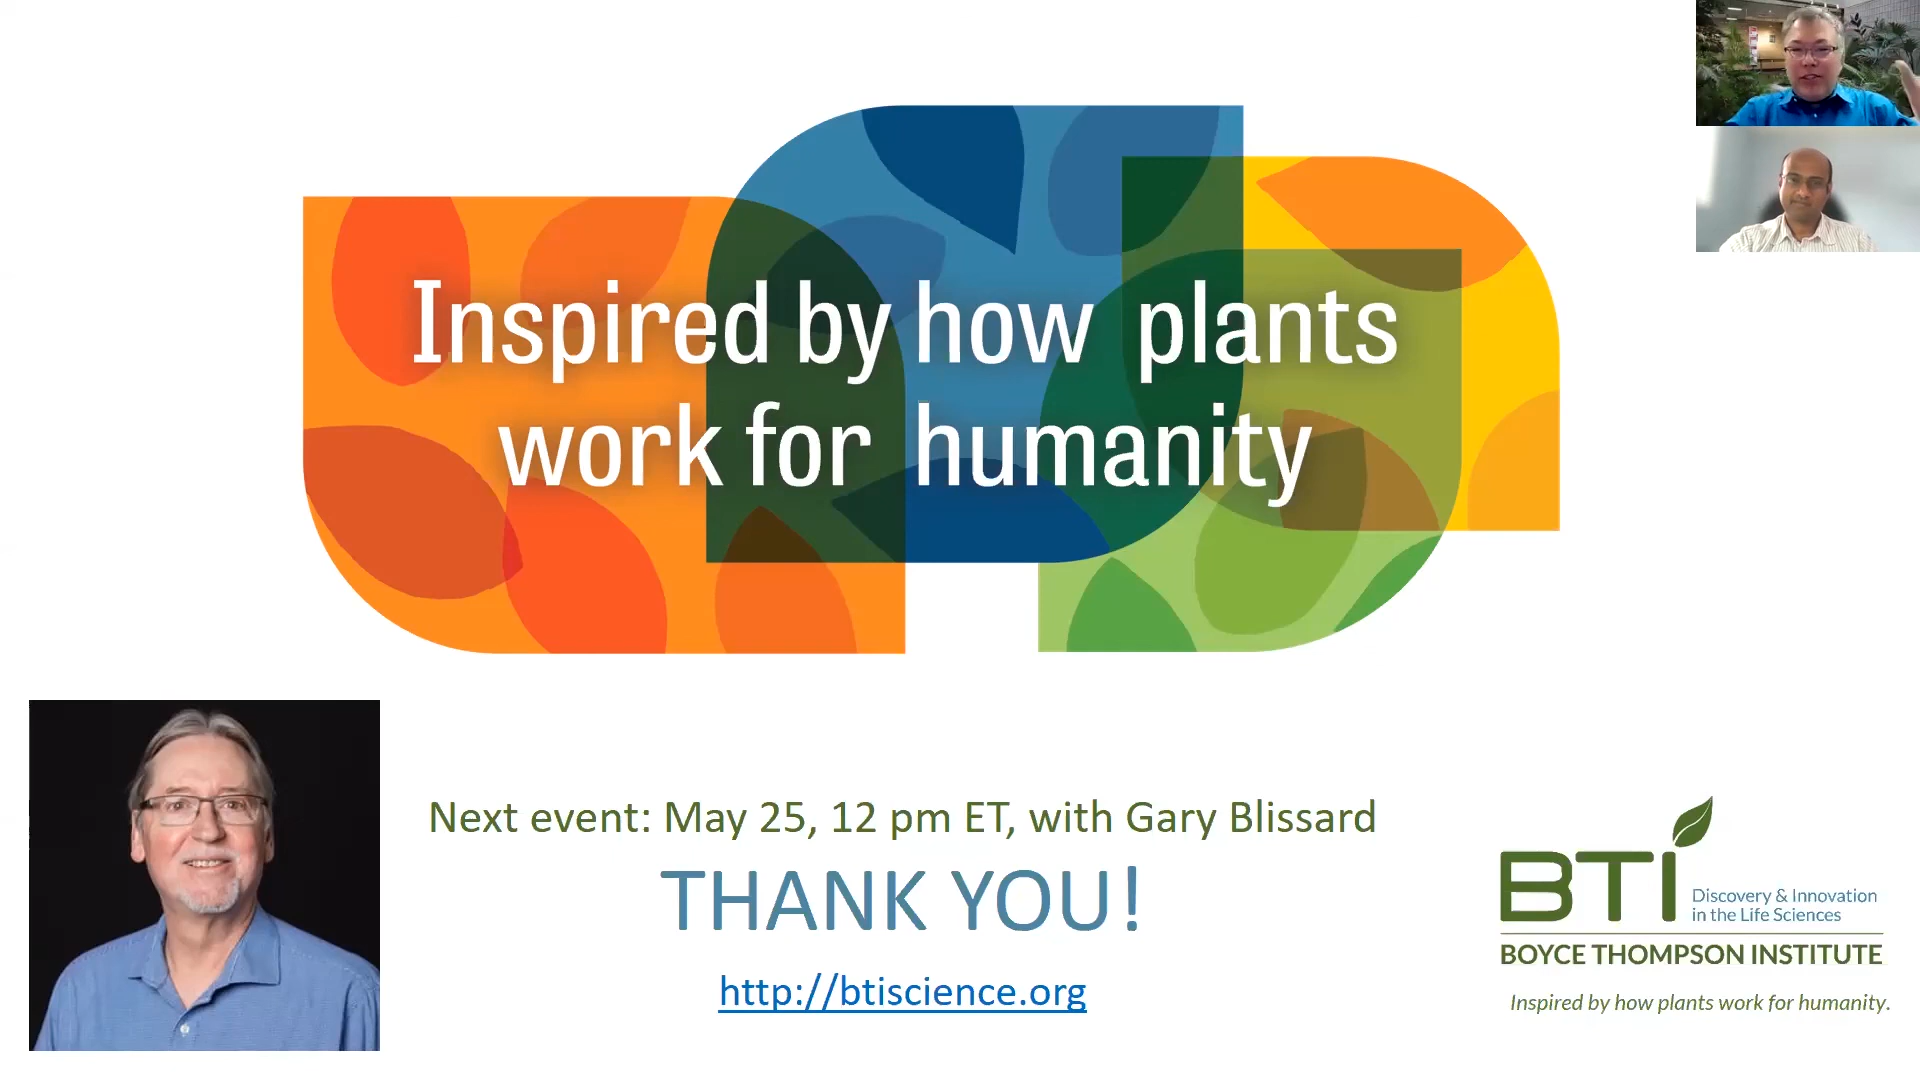 Inspired by how plants
work for humanity
Next event: May 25, 12 pm ET, with Gary Blissard
THANK YOU!
http://btiscience.org
BTI
Discovery & Innovation
in the Life Sciences
BOYCE THOMPSON INSTITUTE
Inspired by how plants work for humanity.